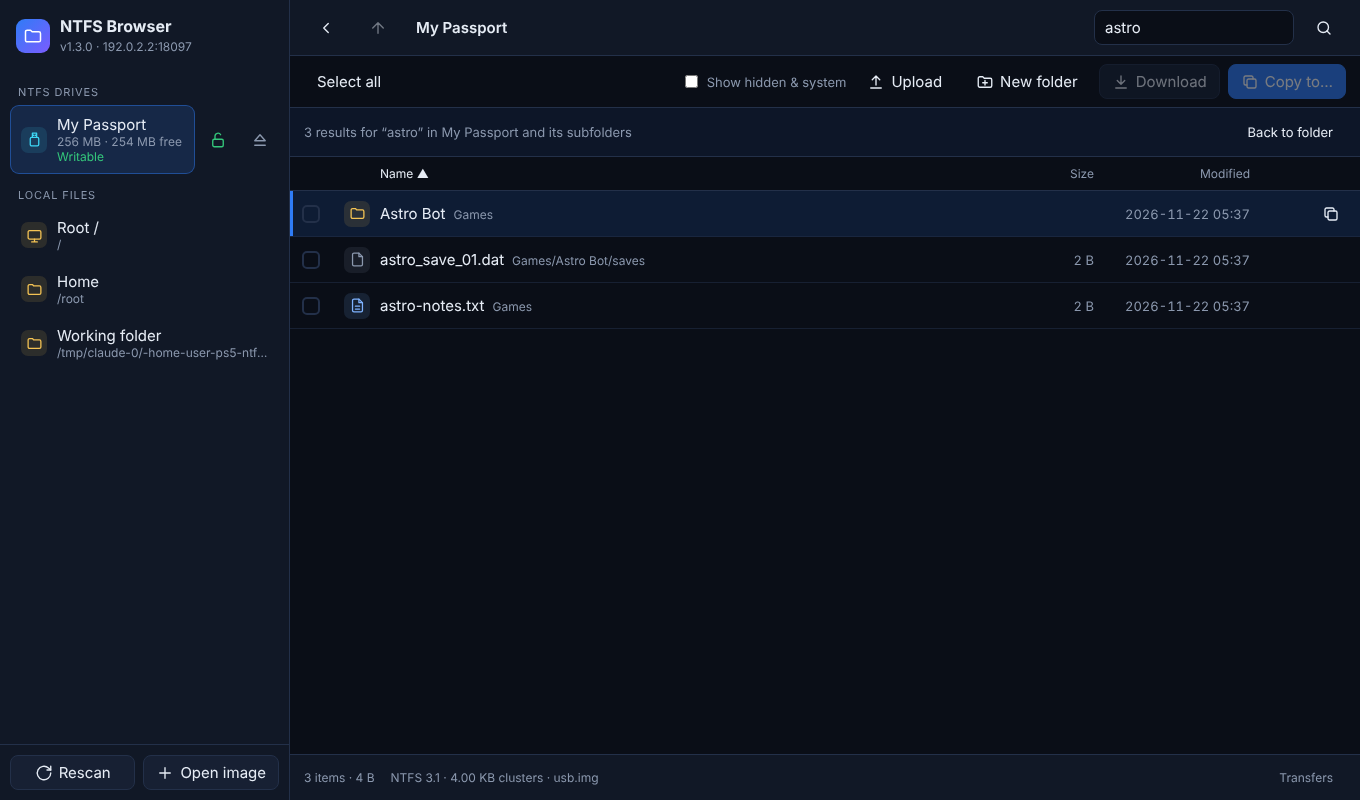 NTFS Browser
v1.3.0 · 192.0.2.2:18097
NTFS DRIVES
My Passport
256 MB · 254 MB free
Writable
LOCAL FILES
Root /
/
Home
/root
Working folder
/tmp/claude-0/-home-user-ps5-ntf…
Rescan
Open image
My Passport
astro
Select all
Show hidden & system
Upload
New folder
Download
Copy to…
3 results for “astro” in My Passport and its subfolders
Back to folder
Name ▲ Size Modified
Astro Bot Games 2026-11-22 05:37
astro_save_01.dat Games/Astro Bot/saves 2 B 2026-11-22 05:37
astro-notes.txt Games 2 B 2026-11-22 05:37
3 items · 4 B NTFS 3.1 · 4.00 KB clusters · usb.img
Transfers